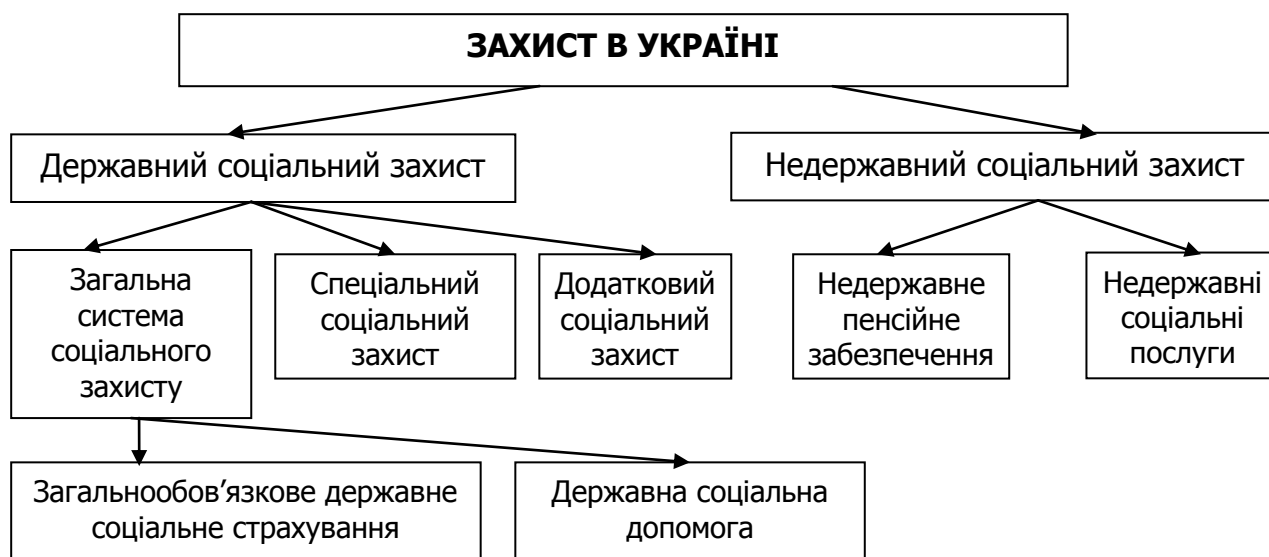 ЗАХИСТ В УКРАЇНІ
Державний соціальний захист
Недержавний соціальний захист
Загальна
система
соціального
захисту
Спеціальний
соціальний
захист
Додатковий
соціальний
захист
Недержавне
пенсійне
забезпечення
Недержавні
соціальні
послуги
Загальнообов’язкове державне
соціальне страхування
Державна соціальна
допомога